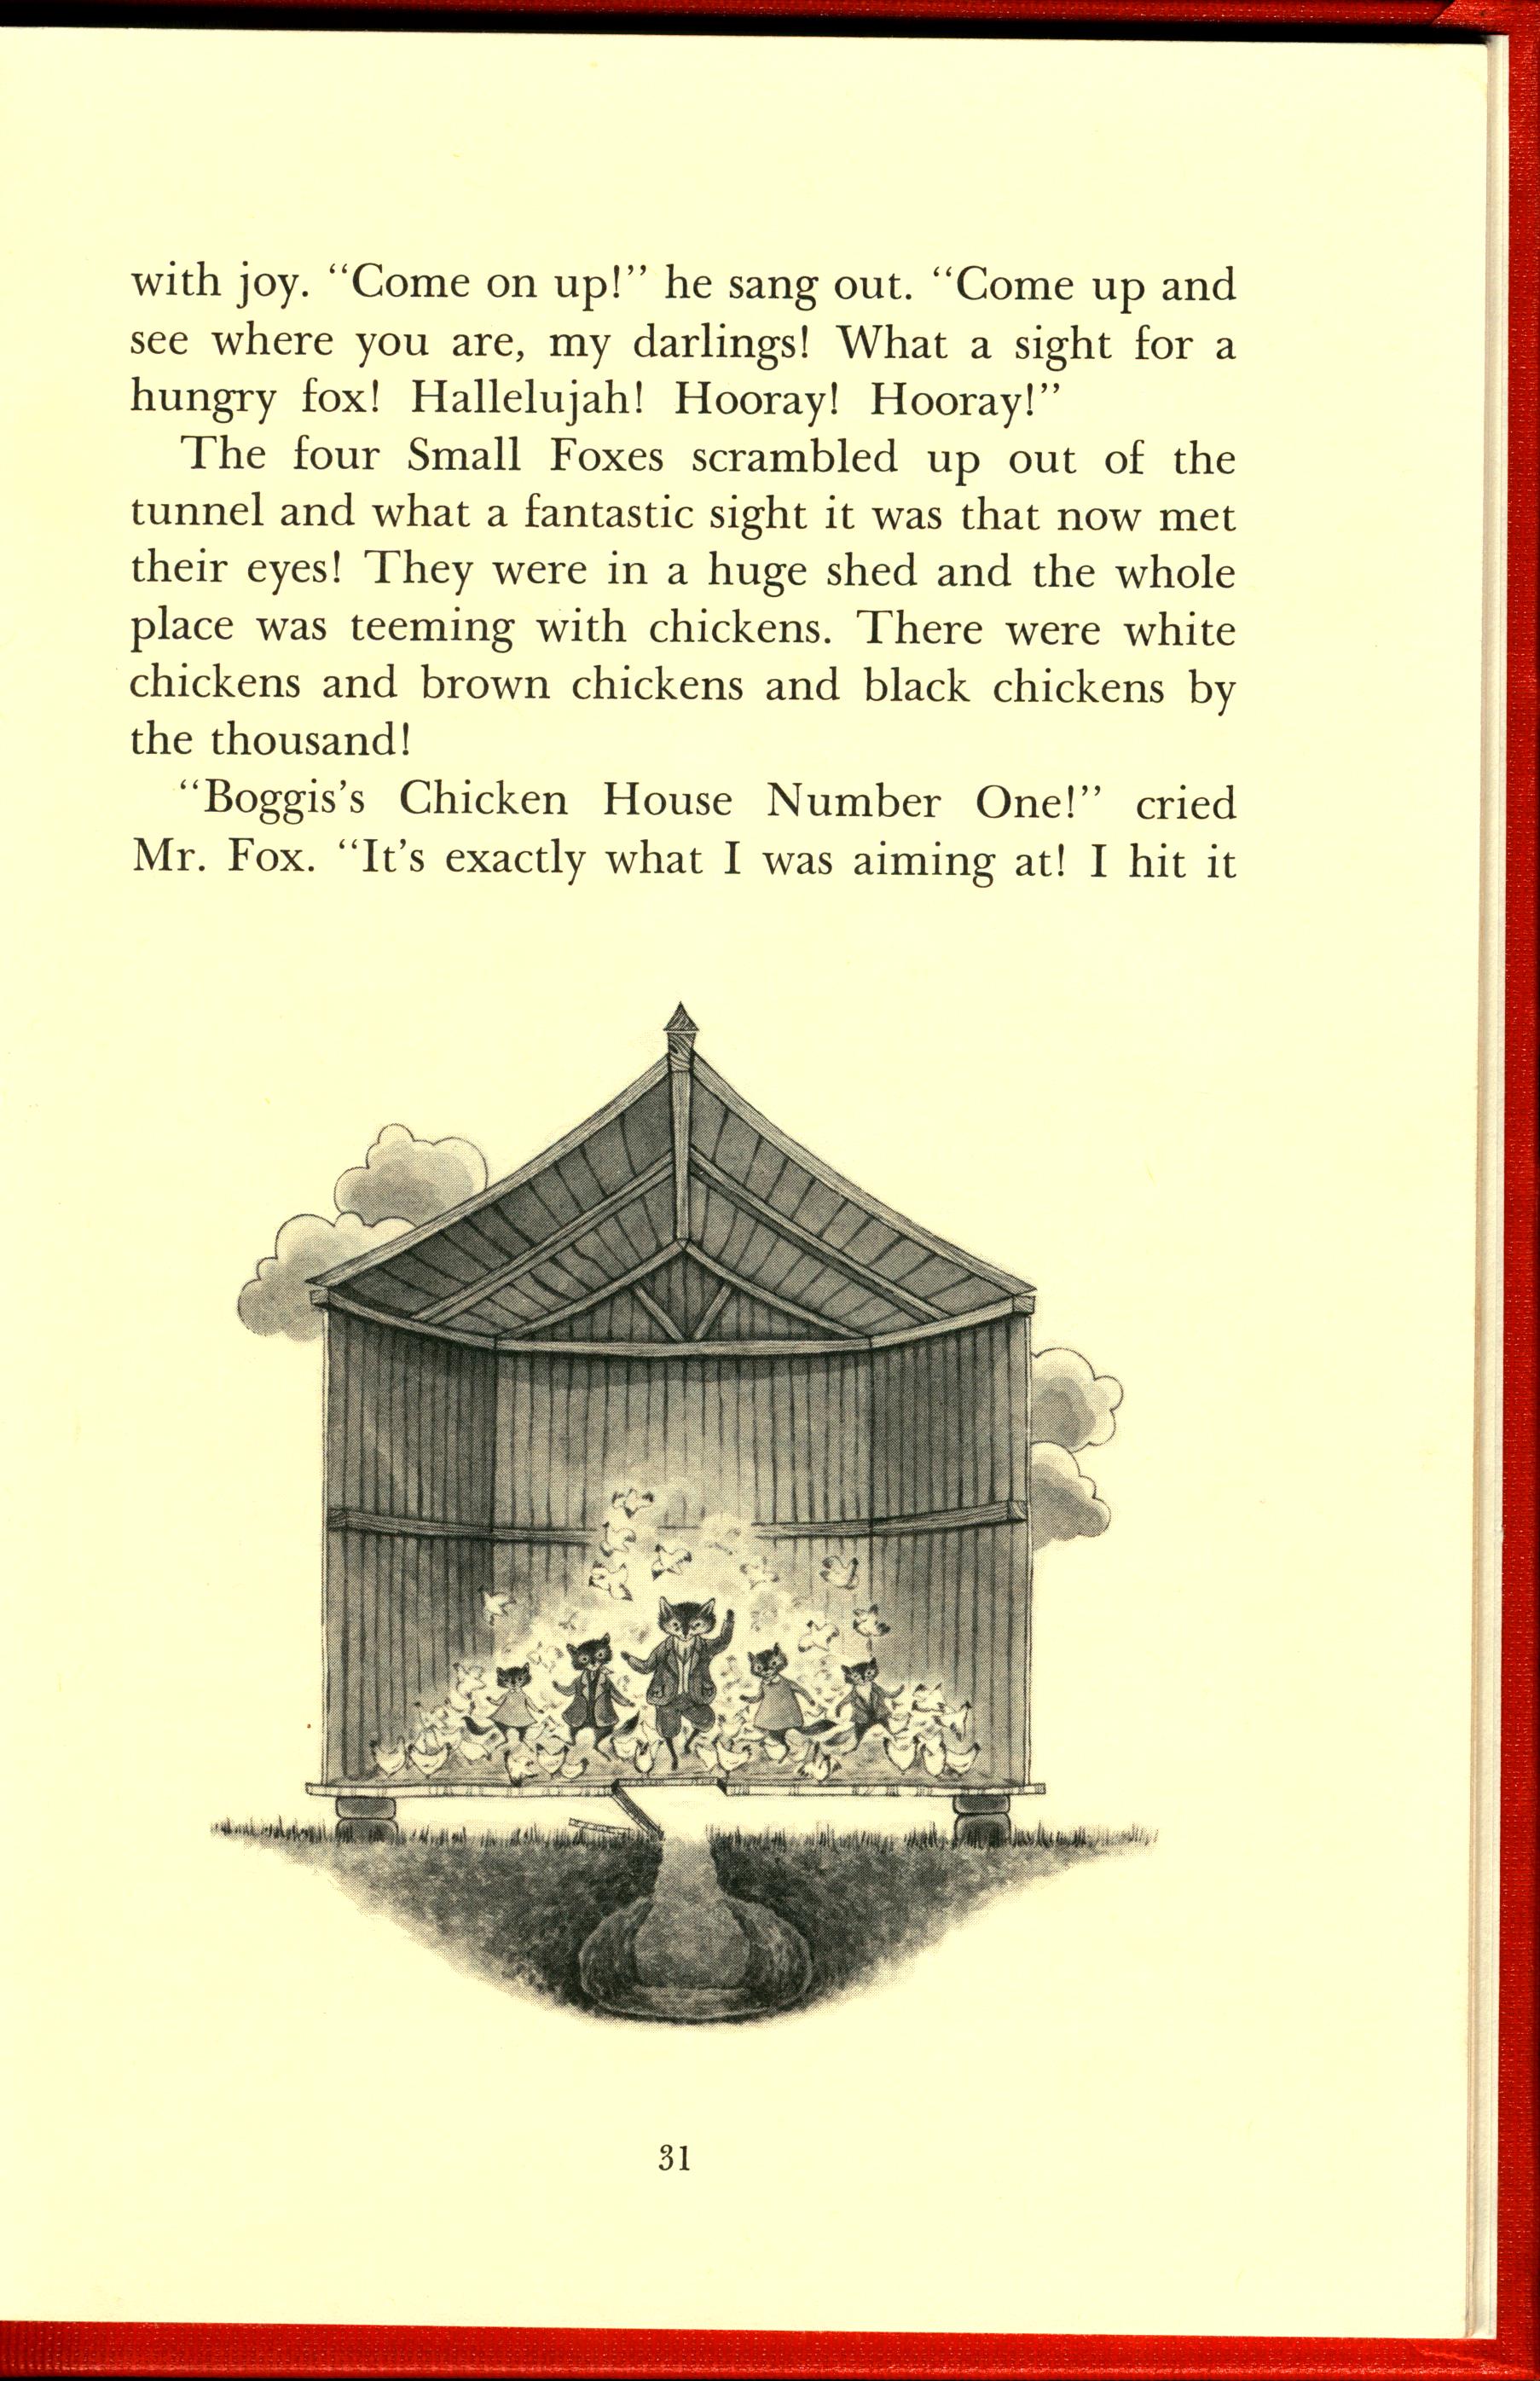 with joy. “Come on up!” he sang out. “Come up and
see where you are, my darlings! What a sight for a
hungry fox! Hallelujah! Hooray! Hooray!”
The four Small Foxes scrambled up out of the
tunnel and what a fantastic sight it was that now met
their eyes! They were in a huge shed and the whole
place was teeming with chickens. There were white
chickens and brown chickens and black chickens by
the thousand!
“Boggis’s Chicken House Number One!” cried
Mr. Fox. “It’s exactly what I was aiming at! I hit it
31